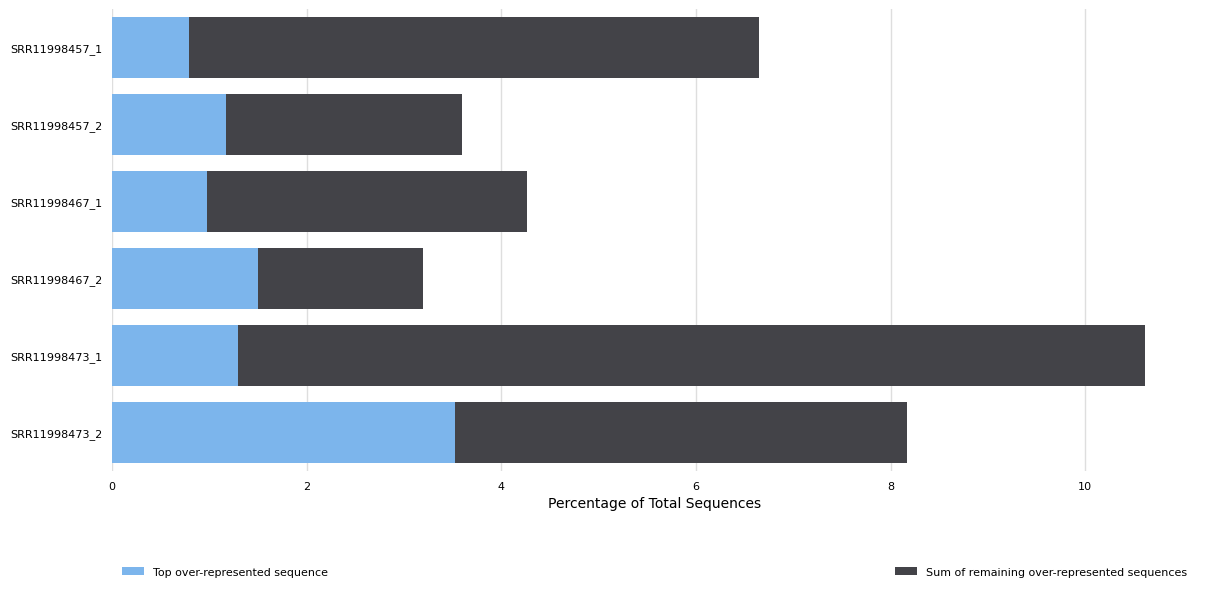 SRR11998457_1
SRR11998457_2
SRR11998467_1
SRR11998467_2
SRR11998473_1
SRR11998473_2
0 2 4 6 8 10
Percentage of Total Sequences
Top over-represented sequence Sum of remaining over-represented sequences